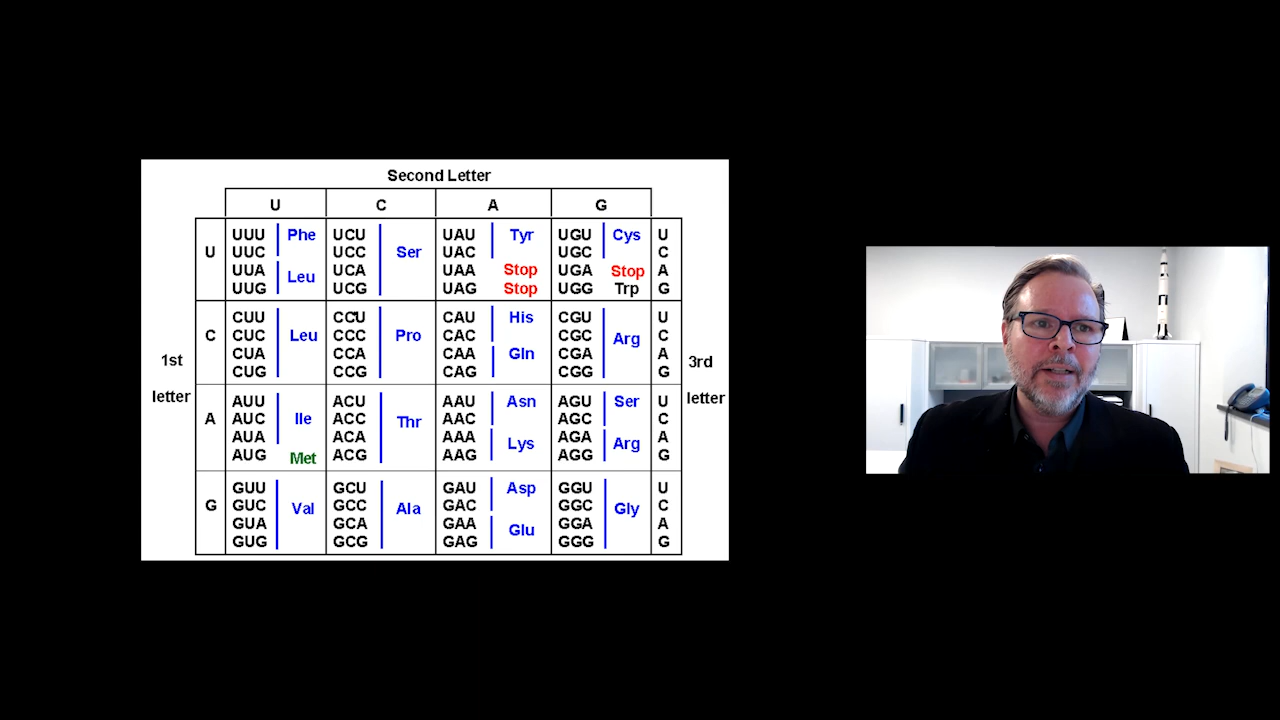 Second Letter
U C A G
U UUU Phe UCU Ser UAU Tyr UGU Cys U
UUC UCC UAC UGC C
UUA Leu UCA UAA Stop UGA Stop A
UUG UCG UAG Stop UGG Trp G
C CUU Leu CCU Pro CAU His CGU Arg U
CUC CCC CAC CGC C
CUA CCA CAA Gln CGA A
CUG CCG CAG CGG G
1st letter
3rd letter
A AUU Ile ACU Thr AAU Asn AGU Ser U
AUC ACC AAC AGC C
AUA ACA AAA Lys AGA Arg A
AUG Met ACG AAG AGG G
G GUU Val GCU Ala GAU Asp GGU Gly U
GUC GCC GAC GGC C
GUA GCA GAA Glu GGA A
GUG GCG GAG GGG G